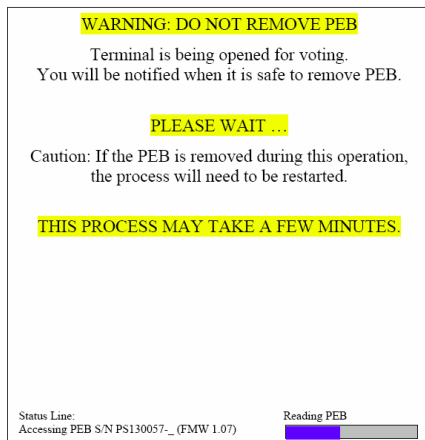 WARNING: DO NOT REMOVE PEB
Terminal is being opened for voting.
You will be notified when it is safe to remove PEB.
PLEASE WAIT …
Caution: If the PEB is removed during this operation,
the process will need to be restarted.
THIS PROCESS MAY TAKE A FEW MINUTES.
Status Line:
Accessing PEB S/N PS130057-_ (FMW 1.07)
Reading PEB